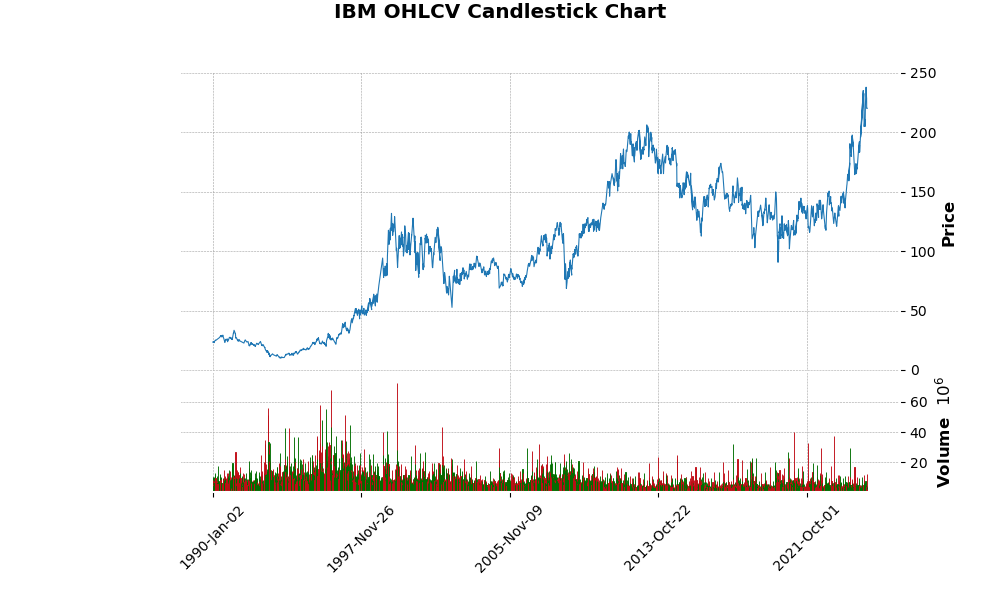 IBM OHLCV Candlestick Chart
250
200
150
100
50
0
Price
60
40
20
Volume 10^6
1990-Jan-02
1997-Nov-26
2005-Nov-09
2013-Oct-22
2021-Oct-01